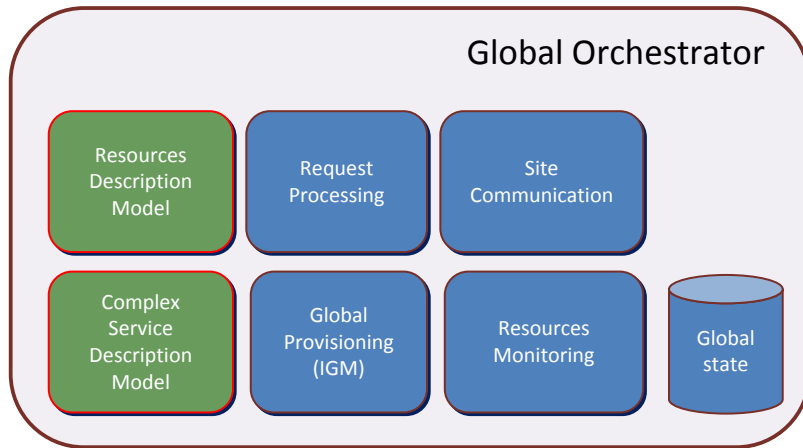 Global Orchestrator
Resources
Description
Model
Request
Processing
Site
Communication
Complex
Service
Description
Model
Global
Provisioning
(IGM)
Resources
Monitoring
Global
state